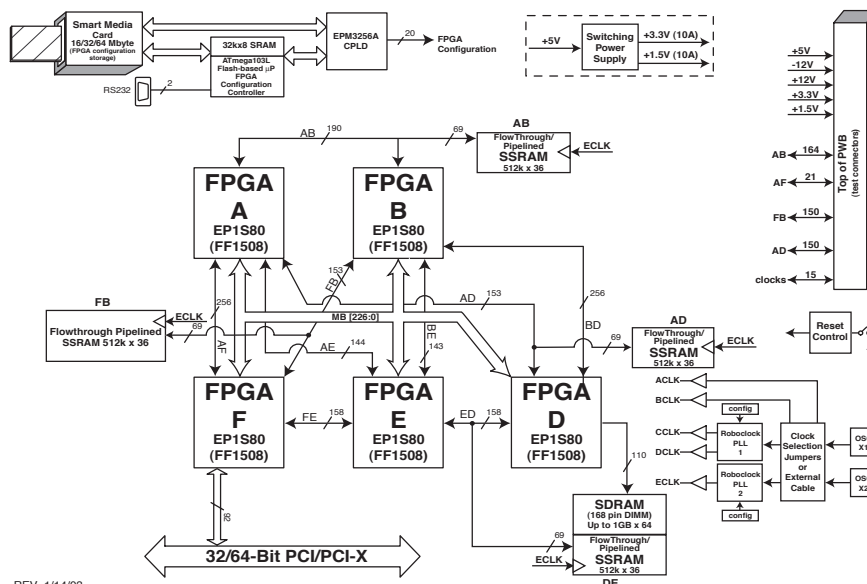 Smart Media
Card
16/32/64 Mbyte
(FPGA configuration
storage)
32kx8 SRAM
ATmega103L
Flash-based µP
FPGA
Configuration
Controller
RS232
2
EPM3256A
CPLD
20
FPGA
Configuration
+5V
Switching
Power
Supply
+3.3V (10A)
+1.5V (10A)
+5V
-12V
+12V
+3.3V
+1.5V
AB 164
AF 21
FB 150
AD 150
clocks 15
Top of PWB
(test connectors)
AB 190
69
AB
FlowThrough/
Pipelined
SSRAM
512k x 36
ECLK
FPGA
A
EP1S80
(FF1508)
FPGA
B
EP1S80
(FF1508)
FB
ECLK
Flowthrough Pipelined
SSRAM 512k x 36
69
256
AF
FB
153
MB [226:0]
AD
153
AE
144
BE
143
256
BD
69
AD
FlowThrough/
Pipelined
SSRAM
512k x 36
ECLK
Reset
Control
FPGA
F
EP1S80
(FF1508)
FE
158
FPGA
E
EP1S80
(FF1508)
ED
158
FPGA
D
EP1S80
(FF1508)
110
ACLK
BCLK
CCLK
DCLK
ECLK
config
Roboclock
PLL
1
Roboclock
PLL
2
config
Clock
Selection
Jumpers
or
External
Cable
X1
X2
92
32/64-Bit PCI/PCI-X
SDRAM
(168 pin DIMM)
Up to 1GB x 64
69
ECLK
FlowThrough/
Pipelined
SSRAM
512k x 36
DE